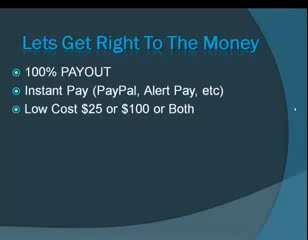 Lets Get Right To The Money
100% PAYOUT
Instant Pay (PayPal, Alert Pay, etc)
Low Cost $25 or $100 or Both